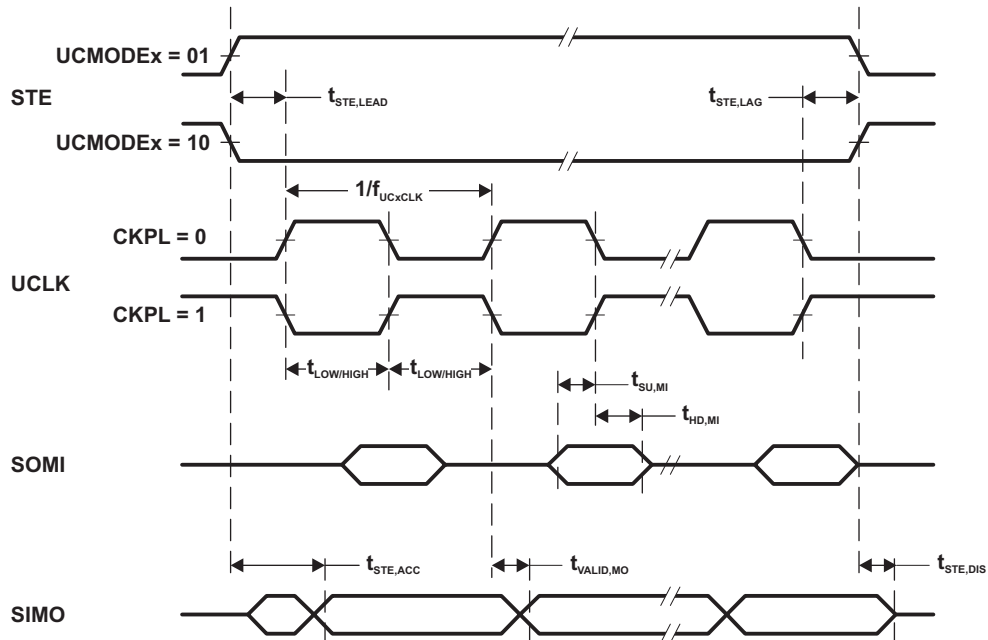 UCMODEx = 01
STE
tSTE,LEAD
tSTE,LAG
UCMODEx = 10
1/fUCxCLK
CKPL = 0
UCLK
CKPL = 1
tLOW/HIGH
tLOW/HIGH
tSU,MI
tHD,MI
SOMI
tSTE,ACC
tVALID,MO
tSTE,DIS
SIMO